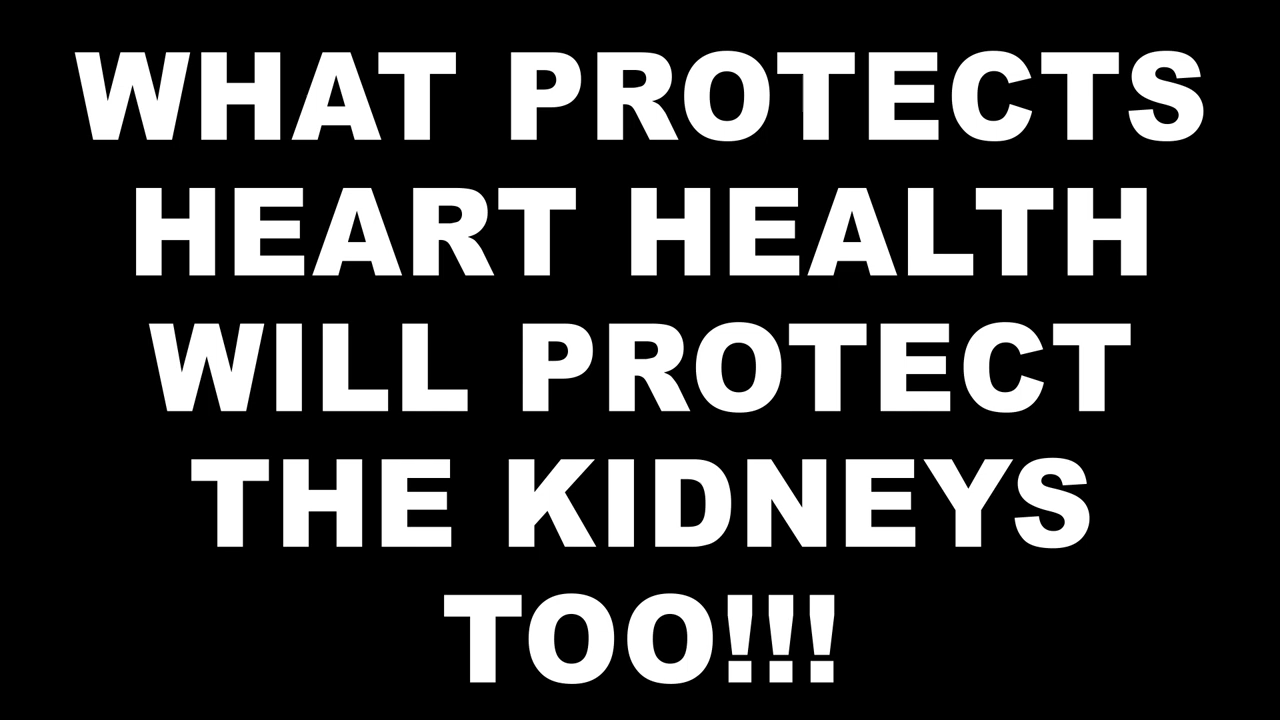 WHAT PROTECTS
HEART HEALTH
WILL PROTECT
THE KIDNEYS
TOO!!!